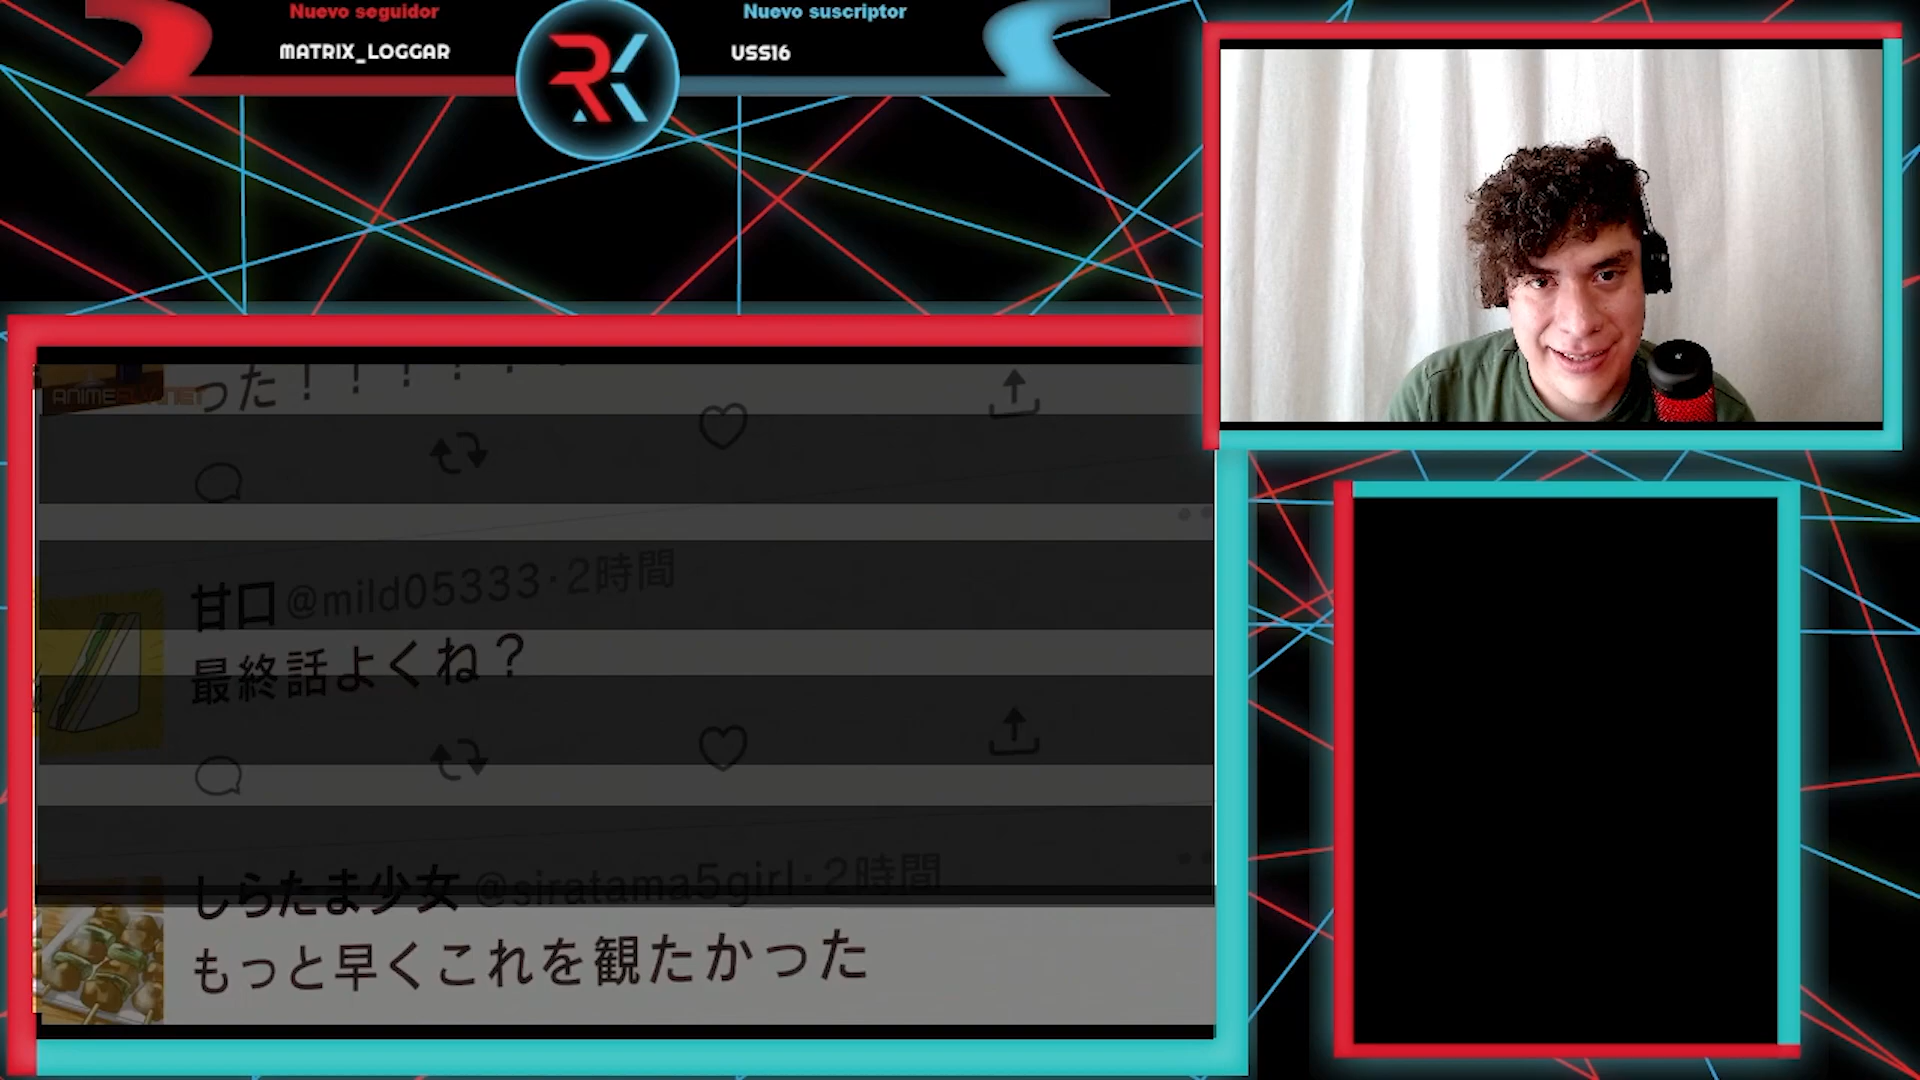 Nuevo seguidor
MATRIX_LOGGAR
RK
Nuevo suscriptor
USS16
った！！！！！
甘口 @mild05333·2時間
最終話よくね？
しらたま少女 @siratama5girl·2時間
もっと早くこれを観たかった